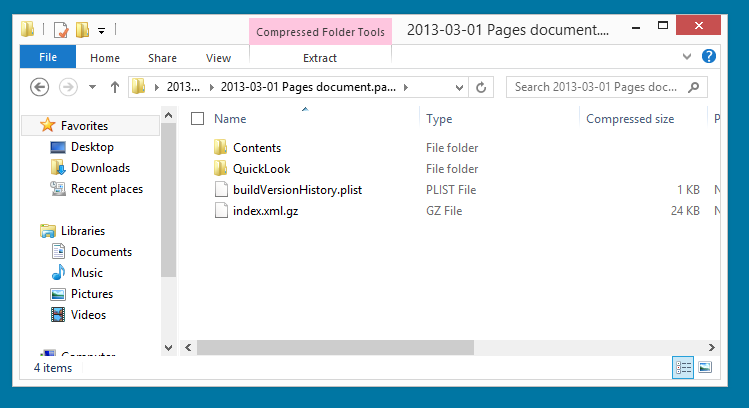 Compressed Folder Tools
2013-03-01 Pages document....
File
Home
Share
View
Extract
2013...
2013-03-01 Pages document.pa...
Search 2013-03-01 Pages doc...
Favorites
Desktop
Downloads
Recent places
Libraries
Documents
Music
Pictures
Videos
Computer
Name
Type
Compressed size
P
Contents
File folder
QuickLook
File folder
buildVersionHistory.plist
PLIST File
1 KB
N
index.xml.gz
GZ File
24 KB
N
4 items